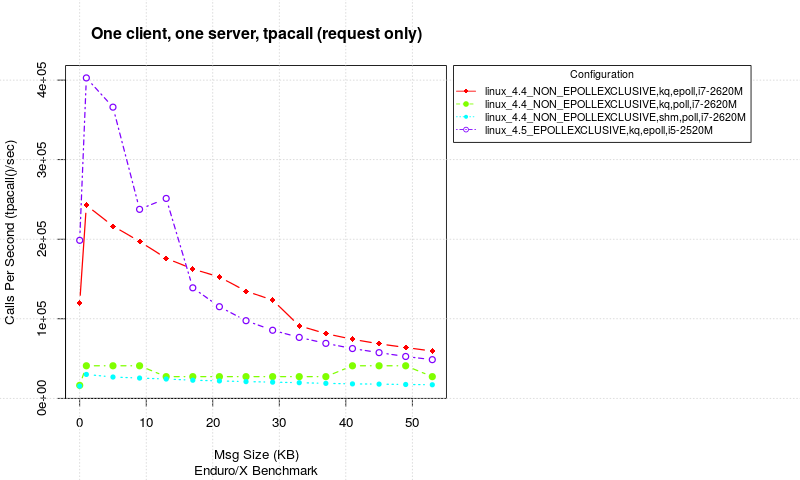 One client, one server, tpacall (request only)
Configuration
linux_4.4_NON_EPOLLEXCLUSIVE,kq,epoll,i7-2620M
linux_4.4_NON_EPOLLEXCLUSIVE,kq,poll,i7-2620M
linux_4.4_NON_EPOLLEXCLUSIVE,shm,poll,i7-2620M
linux_4.5_EPOLLEXCLUSIVE,kq,epoll,i5-2520M
Calls Per Second (tpacall()/sec)
4e+05
3e+05
2e+05
1e+05
0e+00
0 10 20 30 40 50
Msg Size (KB)
Enduro/X Benchmark